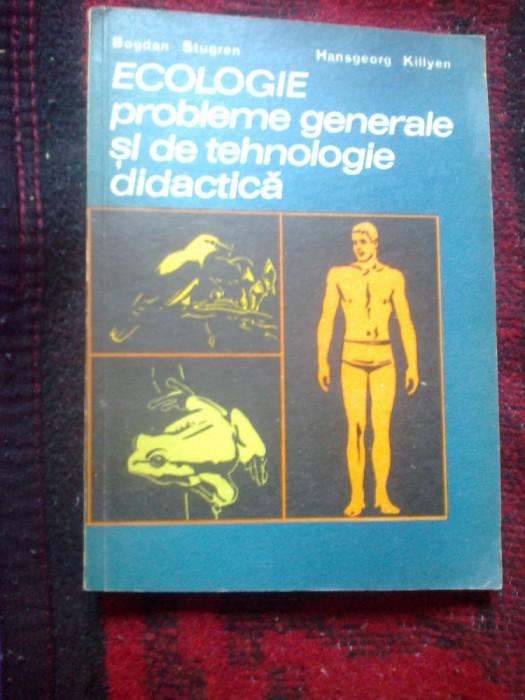 Bogdan Stugren Hansgeorg Killyen
ECOLOGIE
probleme generale
și de tehnologie
didactică